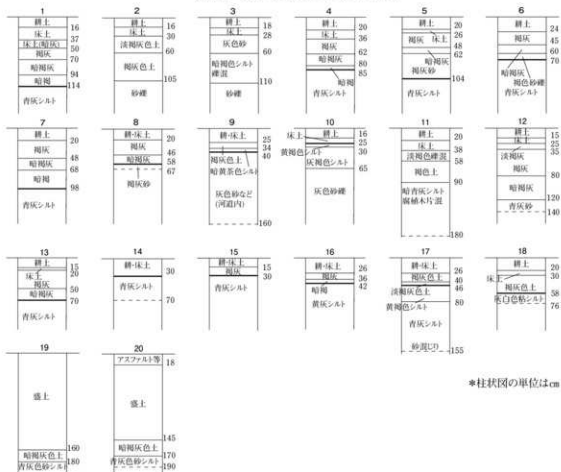 1
耕土
16
床土
37
床土(暗灰)
50
褐灰
70
暗褐灰
94
暗褐
114
青灰シルト
2
耕土
16
床土
30
淡褐灰色土
60
褐灰色土
105
砂礫
3
耕土
18
床土
28
灰色砂
60
暗褐色シルト
礫混
110
砂礫
4
耕土
20
床土
36
褐灰
62
暗褐灰
80
暗褐
85
青灰シルト
5
耕土
20
床土
26
褐灰
48
暗褐灰
62
褐灰砂
104
青灰シルト
6
耕土
24
褐灰
45
褐灰
60
暗褐灰
褐色砂礫
70
青灰シルト
7
耕土
20
褐灰
48
暗褐灰
68
暗褐
98
青灰シルト
8
耕·床土
20
褐灰
46
暗褐灰
58
67
褐灰砂
9
耕·床土
25
34
褐灰色土
40
暗黄茶色シルト
灰色砂など
(河道内)
160
10
耕土
16
床土
25
黄褐色シルト
30
灰褐色シルト
65
灰色砂礫
11
耕土
20
床土
38
淡褐色礫混
58
褐色土
90
暗青灰シルト
腐植木片混
180
12
耕土
15
床土
25
35
淡褐灰
褐灰
80
暗褐灰
120
青灰砂
140
13
耕土
15
床土
20
褐灰
50
暗褐灰
70
青灰シルト
14
耕·床土
30
青灰シルト
70
15
耕·床土
15
褐灰
30
青灰シルト
16
耕·床土
26
褐灰
36
暗褐
42
黄灰シルト
17
耕·床土
26
褐灰色土
40
淡褐灰色土
46
黄褐色シルト
80
青灰シルト
砂混じり
155
18
耕土
20
床土
30
褐灰色土
58
灰白色粘シルト
76
19
盛土
160
暗褐灰色土
180
青灰色砂シルト
20
アスファルト等
18
盛土
145
暗褐灰色土
170
青灰色砂シルト
190
*柱状図の単位はcm